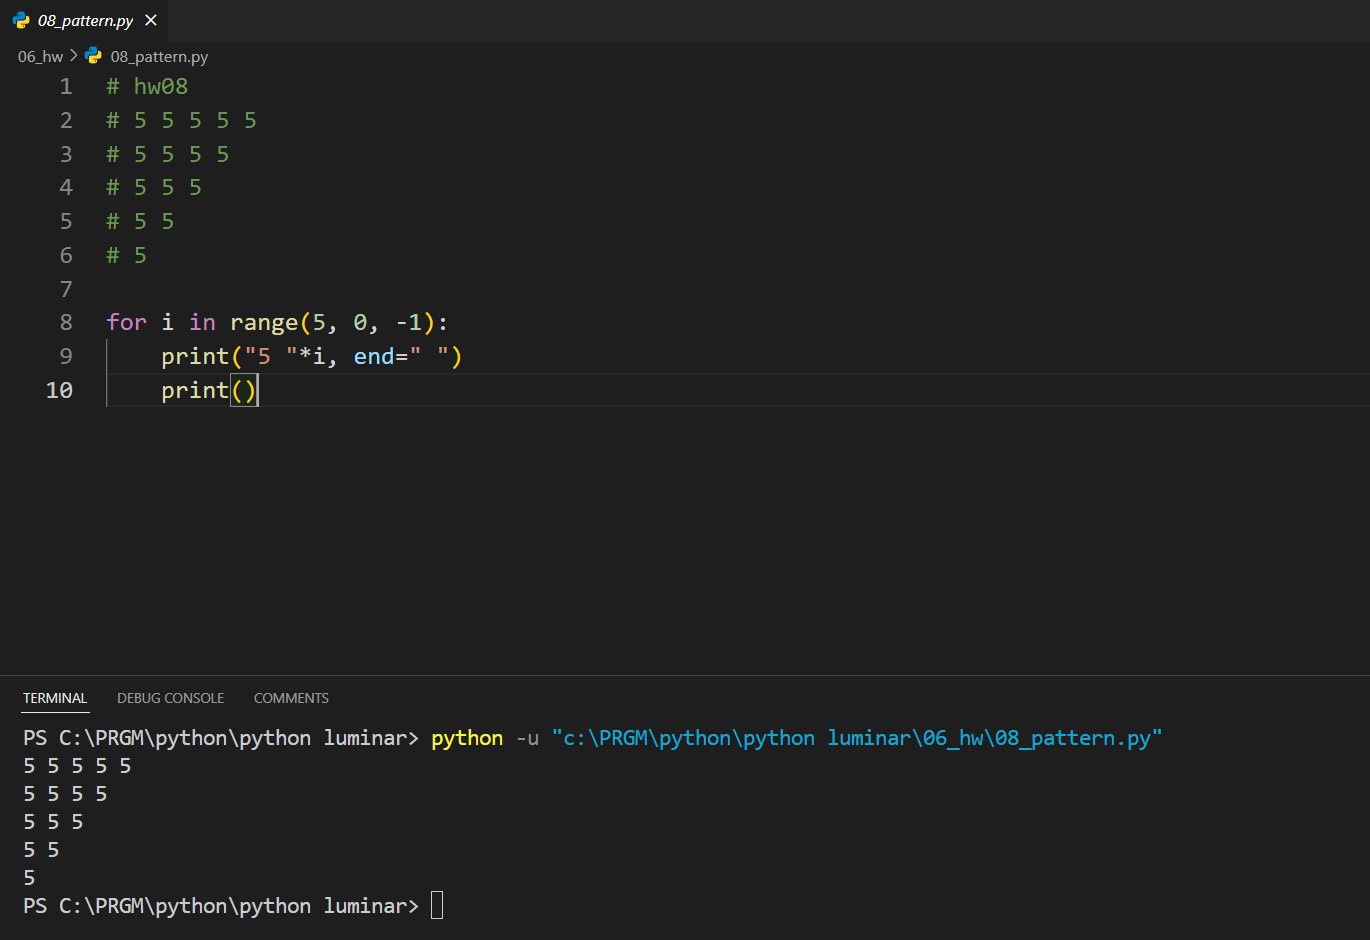 08_pattern.py
06_hw > 08_pattern.py
1 # hw08
2 # 5 5 5 5 5
3 # 5 5 5 5
4 # 5 5 5
5 # 5 5
6 # 5
7
8 for i in range(5, 0, -1):
9     print("5 "*i, end=" ")
10     print()
TERMINAL DEBUG CONSOLE COMMENTS
PS C:\PRGM\python\python luminar> python -u "c:\PRGM\python\python luminar\06_hw\08_pattern.py"
5 5 5 5 5
5 5 5 5
5 5 5
5 5
5
PS C:\PRGM\python\python luminar>